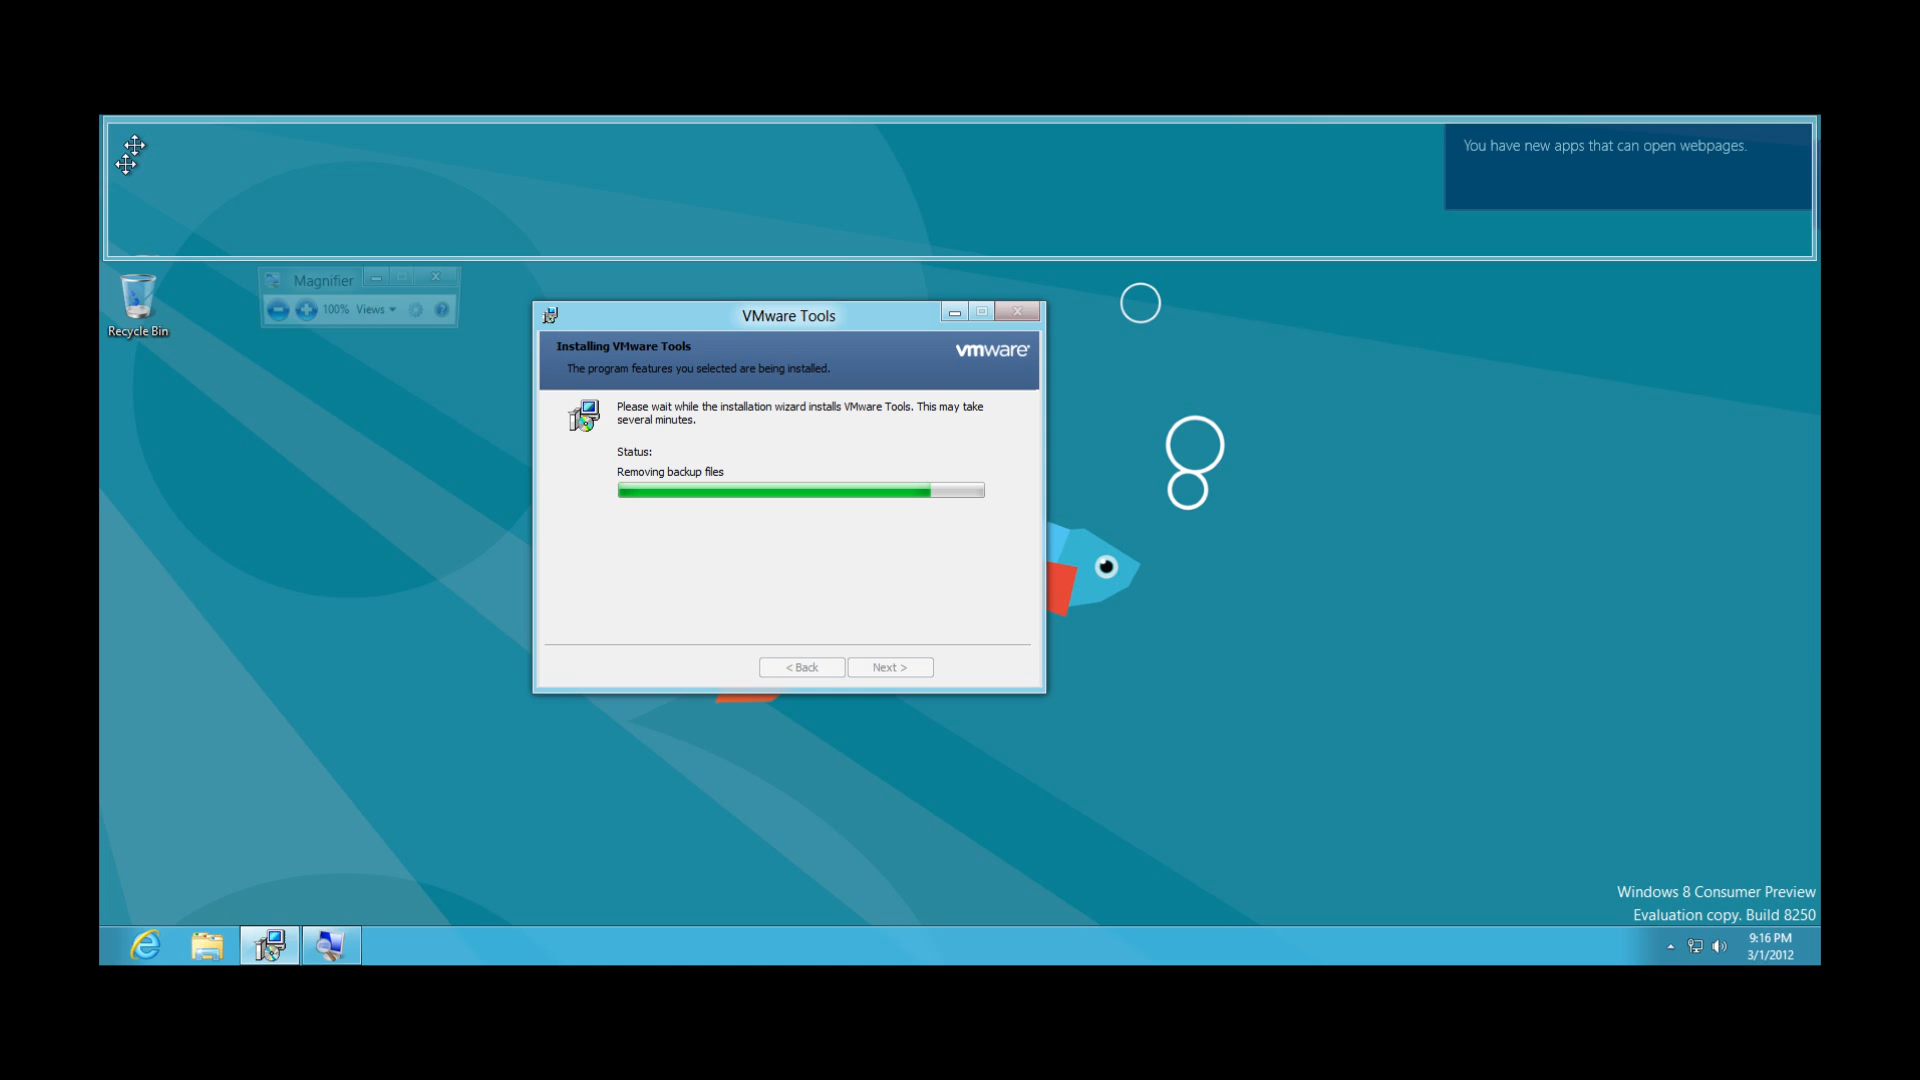 You have new apps that can open webpages.
Recycle Bin
Magnifier
100% Views
VMware Tools
Installing VMware Tools
The program features you selected are being installed.
vmware
Please wait while the installation wizard installs VMware Tools. This may take
several minutes.
Status:
Removing backup files
< Back
Next >
8
Windows 8 Consumer Preview
Evaluation copy. Build 8250
9:16 PM
3/1/2012